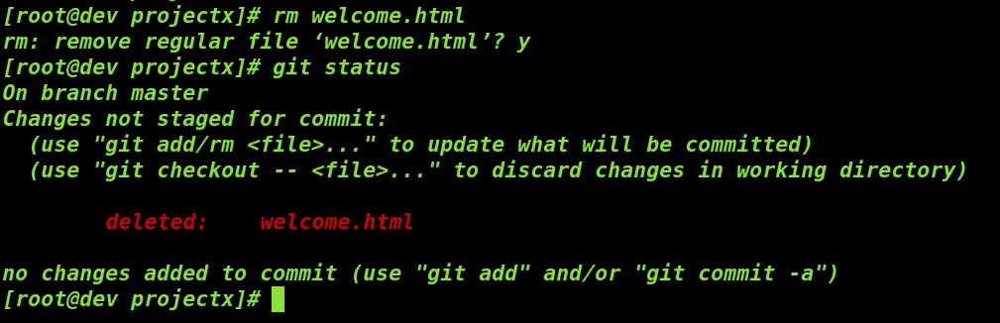 [root@dev projectx]# rm welcome.html
rm: remove regular file ‘welcome.html’? y
[root@dev projectx]# git status
On branch master
Changes not staged for commit:
  (use "git add/rm <file>..." to update what will be committed)
  (use "git checkout -- <file>..." to discard changes in working directory)
        deleted:    welcome.html
no changes added to commit (use "git add" and/or "git commit -a")
[root@dev projectx]#